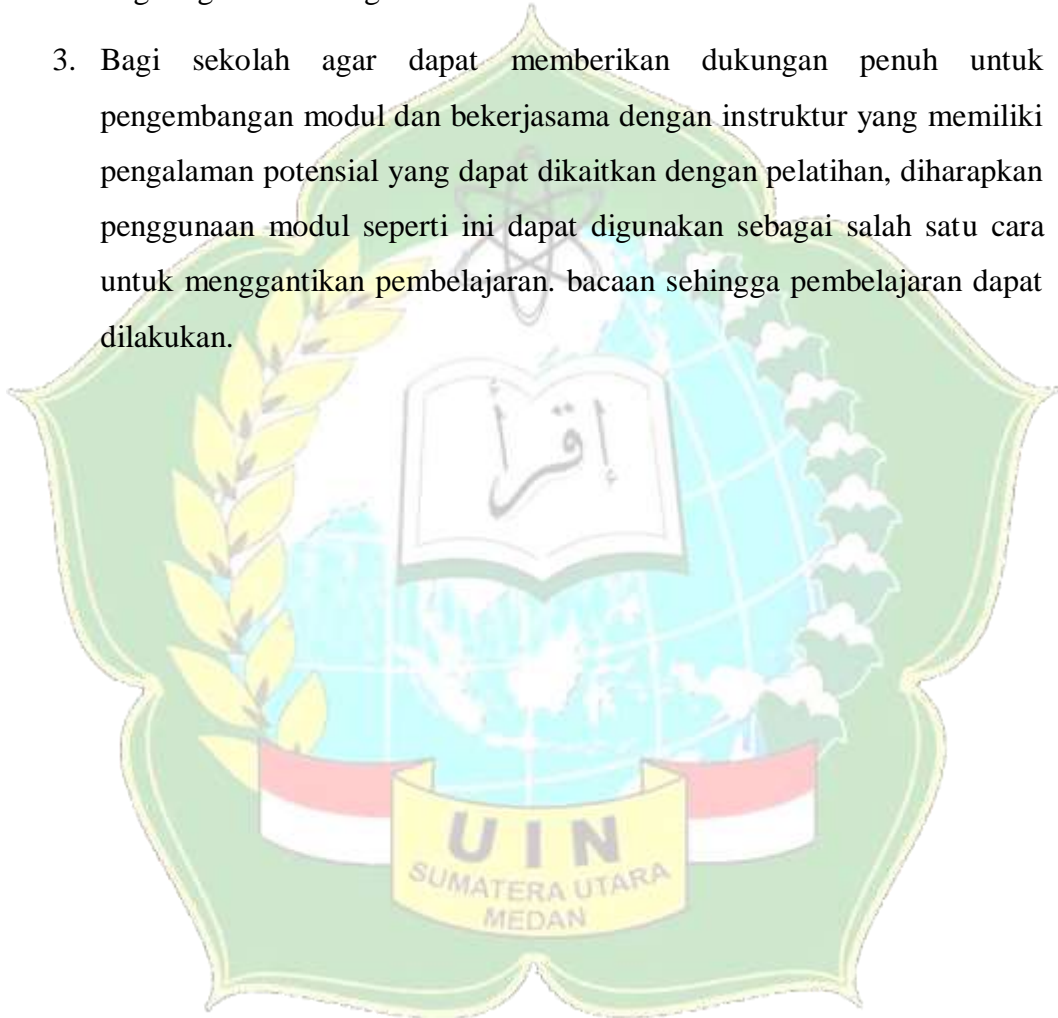 3. Bagi sekolah agar dapat memberikan dukungan penuh untuk
pengembangan modul dan bekerjasama dengan instruktur yang memiliki
pengalaman potensial yang dapat dikaitkan dengan pelatihan, diharapkan
penggunaan modul seperti ini dapat digunakan sebagai salah satu cara
untuk menggantikan pembelajaran. bacaan sehingga pembelajaran dapat
dilakukan.
إقرأ
UIN
SUMATERA UTARA
MEDAN